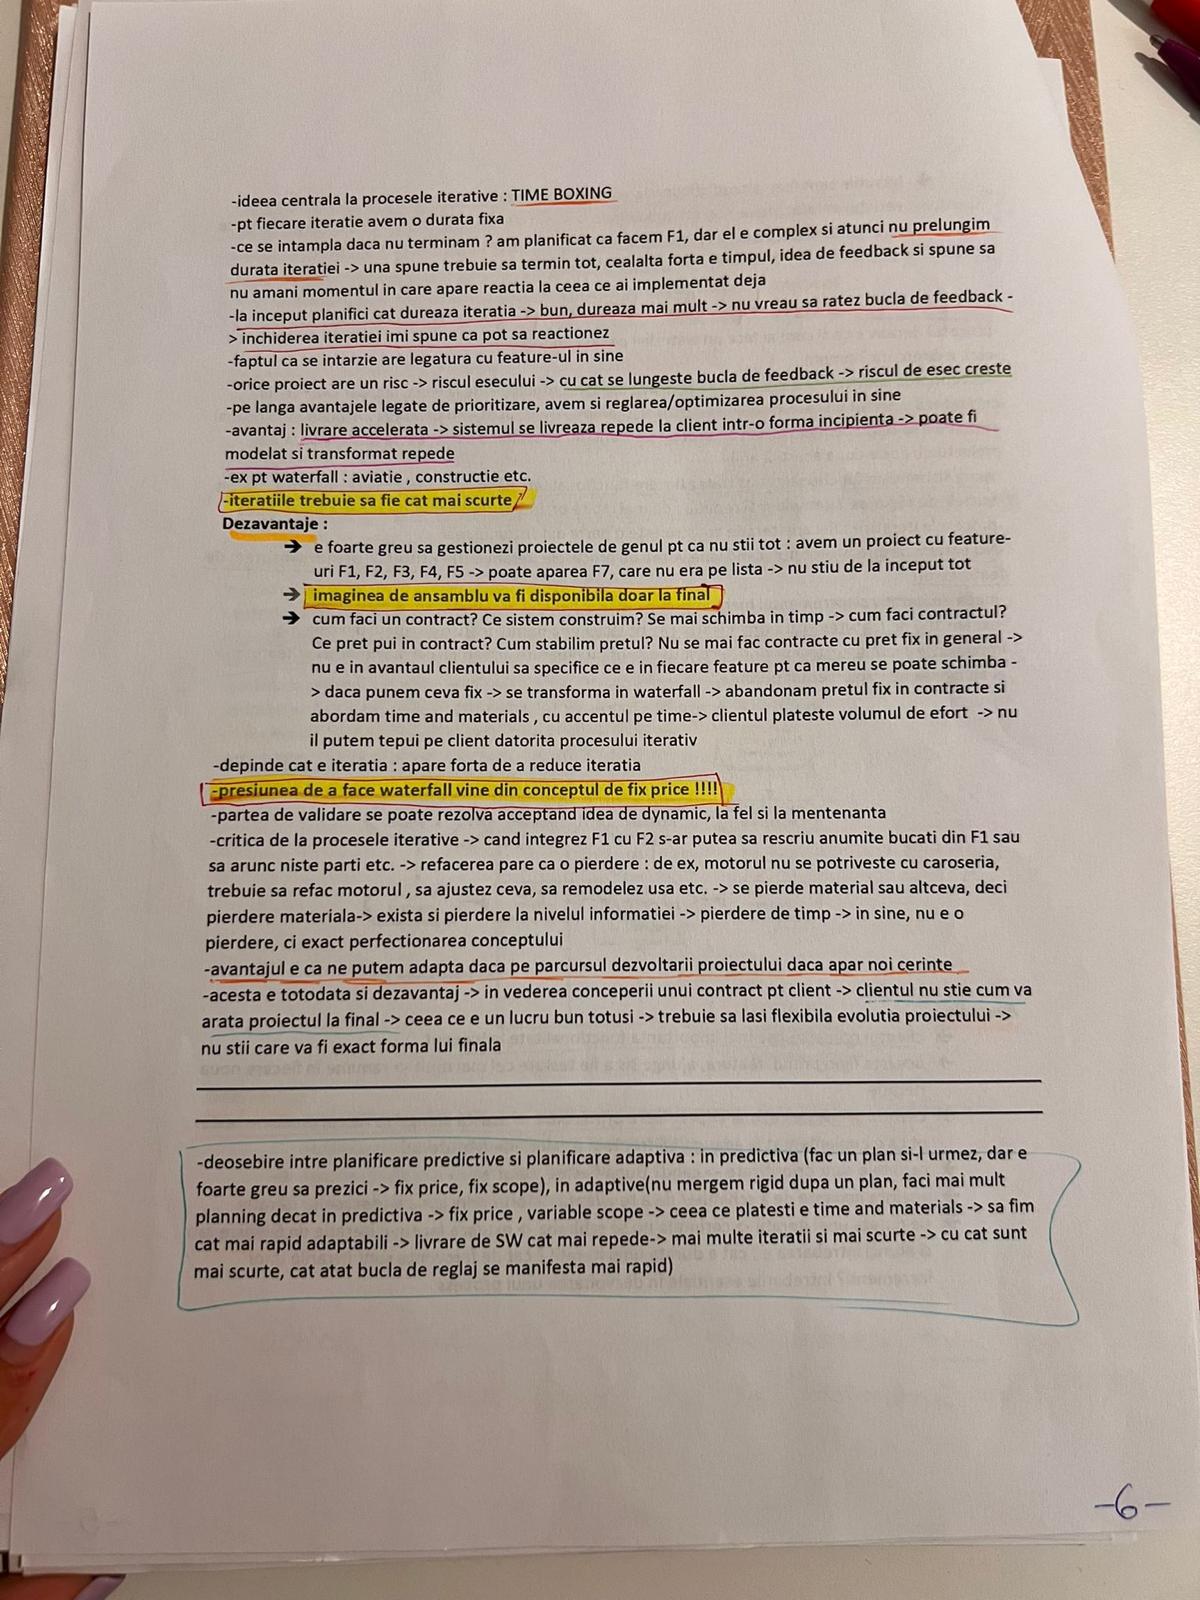 -ideea centrala la procesele iterative : TIME BOXING
-pt fiecare iteratie avem o durata fixa
-ce se intampla daca nu terminam ? am planificat ca facem F1, dar el e complex si atunci nu prelungim
durata iteratiei -> una spune trebuie sa termin tot, cealalta forta e timpul, idea de feedback si spune sa
nu amani momentul in care apare reactia la ceea ce ai implementat deja
-la inceput planifici cat dureaza iteratia -> bun, dureaza mai mult -> nu vreau sa ratez bucla de feedback -
> inchiderea iteratiei imi spune ca pot sa reactionez
-faptul ca se intarzie are legatura cu feature-ul in sine
-orice proiect are un risc -> riscul esecului -> cu cat se lungeste bucla de feedback -> riscul de esec creste
-pe langa avantajele legate de prioritizare, avem si reglarea/optimizarea procesului in sine
-avantaj : livrare accelerata -> sistemul se livreaza repede la client intr-o forma incipienta -> poate fi
modelat si transformat repede
-ex pt waterfall : aviatie , constructie etc.
-iteratiile trebuie sa fie cat mai scurte
Dezavantaje :
➔ e foarte greu sa gestionezi proiectele de genul pt ca nu stii tot : avem un proiect cu feature-
uri F1, F2, F3, F4, F5 -> poate aparea F7, care nu era pe lista -> nu stiu de la inceput tot
➔ imaginea de ansamblu va fi disponibila doar la final
➔ cum faci un contract? Ce sistem construim? Se mai schimba in timp -> cum faci contractul?
Ce pret pui in contract? Cum stabilim pretul? Nu se mai fac contracte cu pret fix in general ->
nu e in avantaul clientului sa specifice ce e in fiecare feature pt ca mereu se poate schimba -
> daca punem ceva fix -> se transforma in waterfall -> abandonam pretul fix in contracte si
abordam time and materials , cu accentul pe time-> clientul plateste volumul de efort -> nu
il putem tepui pe client datorita procesului iterativ
-depinde cat e iteratia : apare forta de a reduce iteratia
-presiunea de a face waterfall vine din conceptul de fix price !!!!
-partea de validare se poate rezolva acceptand idea de dynamic, la fel si la mentenanta
-critica de la procesele iterative -> cand integrez F1 cu F2 s-ar putea sa rescriu anumite bucati din F1 sau
sa arunc niste parti etc. -> refacerea pare ca o pierdere : de ex, motorul nu se potriveste cu caroseria,
trebuie sa refac motorul , sa ajustez ceva, sa remodelez usa etc. -> se pierde material sau altceva, deci
pierdere materiala-> exista si pierdere la nivelul informatiei -> pierdere de timp -> in sine, nu e o
pierdere, ci exact perfectionarea conceptului
-avantajul e ca ne putem adapta daca pe parcursul dezvoltarii proiectului daca apar noi cerinte
-acesta e totodata si dezavantaj -> in vederea conceperii unui contract pt client -> clientul nu stie cum va
arata proiectul la final -> ceea ce e un lucru bun totusi -> trebuie sa lasi flexibila evolutia proiectului ->
nu stii care va fi exact forma lui finala
-deosebire intre planificare predictive si planificare adaptiva : in predictiva (fac un plan si-l urmez, dar e
foarte greu sa prezici -> fix price, fix scope), in adaptive(nu mergem rigid dupa un plan, faci mai mult
planning decat in predictiva -> fix price , variable scope -> ceea ce platesti e time and materials -> sa fim
cat mai rapid adaptabili -> livrare de SW cat mai repede-> mai multe iteratii si mai scurte -> cu cat sunt
mai scurte, cat atat bucla de reglaj se manifesta mai rapid)
-6-